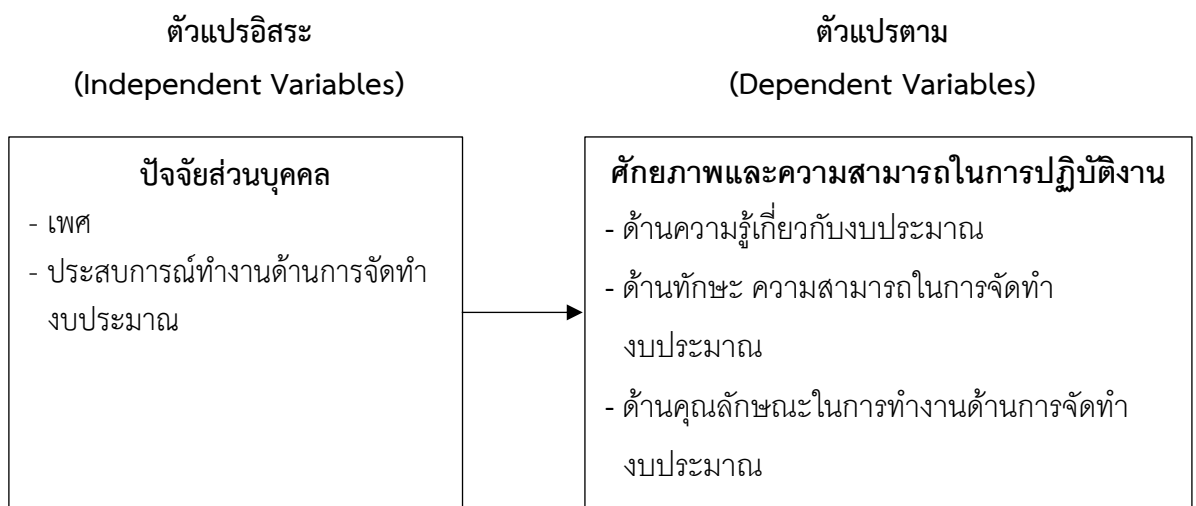 ตัวแปรอิสระ
(Independent Variables)
ปัจจัยส่วนบุคคล
- เพศ
- ประสบการณ์ทำงานด้านการจัดทำ
งบประมาณ
ตัวแปรตาม
(Dependent Variables)
ศักยภาพและความสามารถในการปฏิบัติงาน
- ด้านความรู้เกี่ยวกับงบประมาณ
- ด้านทักษะ ความสามารถในการจัดทำ
งบประมาณ
- ด้านคุณลักษณะในการทำงานด้านการจัดทำ
งบประมาณ